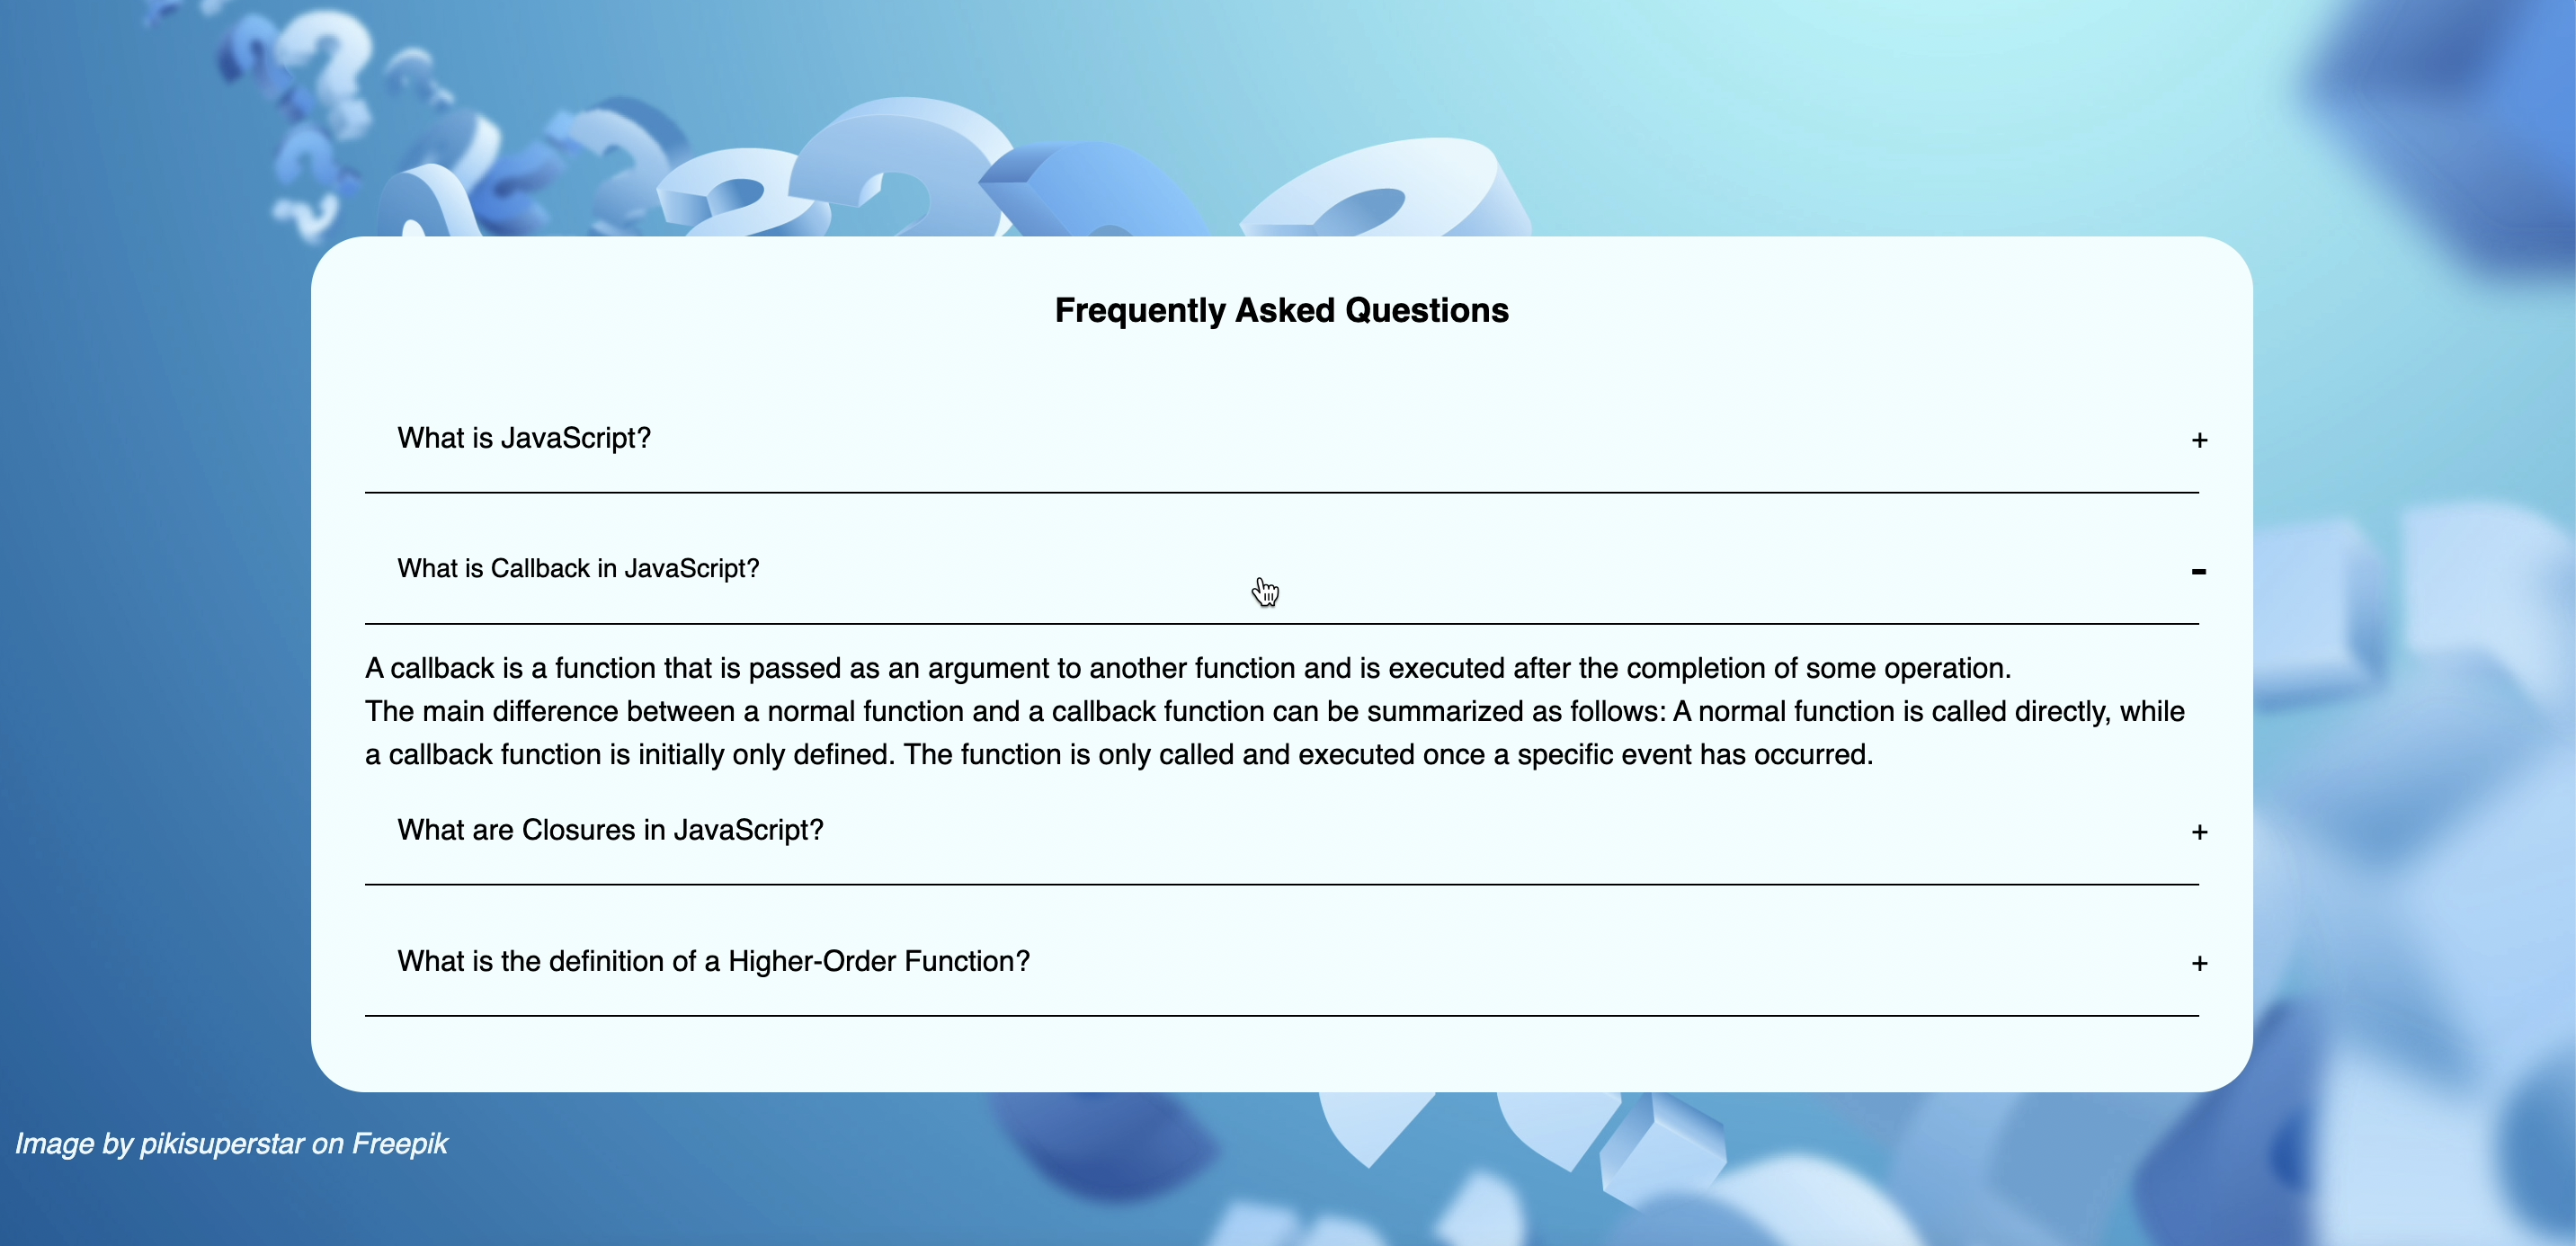 Frequently Asked Questions
What is JavaScript?
+
What is Callback in JavaScript?
-
A callback is a function that is passed as an argument to another function and is executed after the completion of some operation.
The main difference between a normal function and a callback function can be summarized as follows: A normal function is called directly, while
a callback function is initially only defined. The function is only called and executed once a specific event has occurred.
What are Closures in JavaScript?
+
What is the definition of a Higher-Order Function?
+
Image by pikisuperstar on Freepik